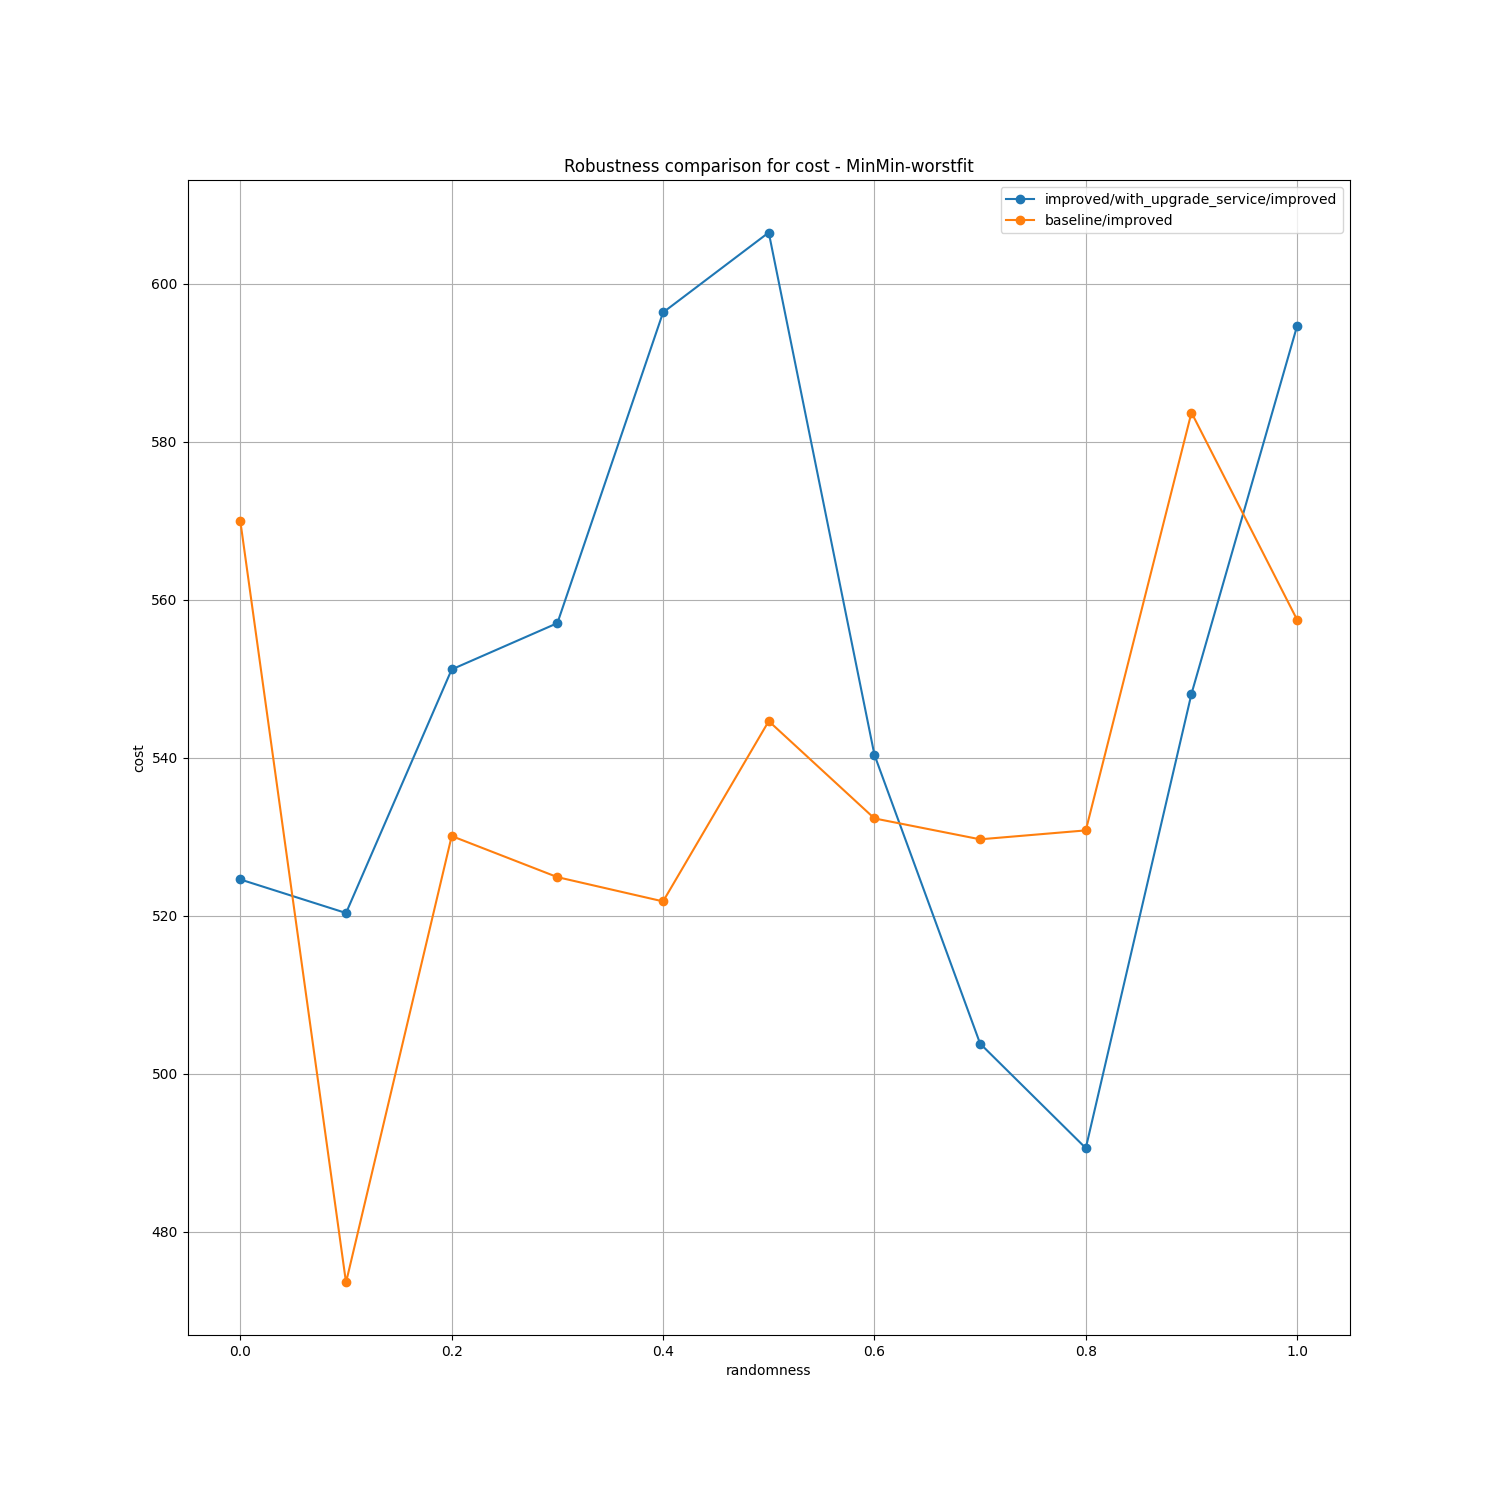 Robustness comparison for cost - MinMin-worstfit
improved/with_upgrade_service/improved
baseline/improved
600
580
560
540
520
500
480
cost
0.0 0.2 0.4 0.6 0.8 1.0
randomness